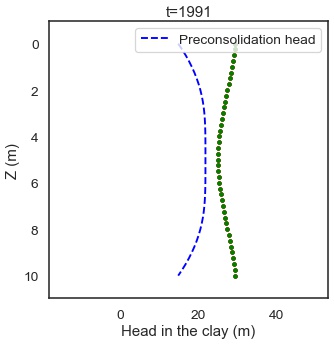 t=1991
Preconsolidation head
Z (m)
0
2
4
6
8
10
0 20 40
Head in the clay (m)